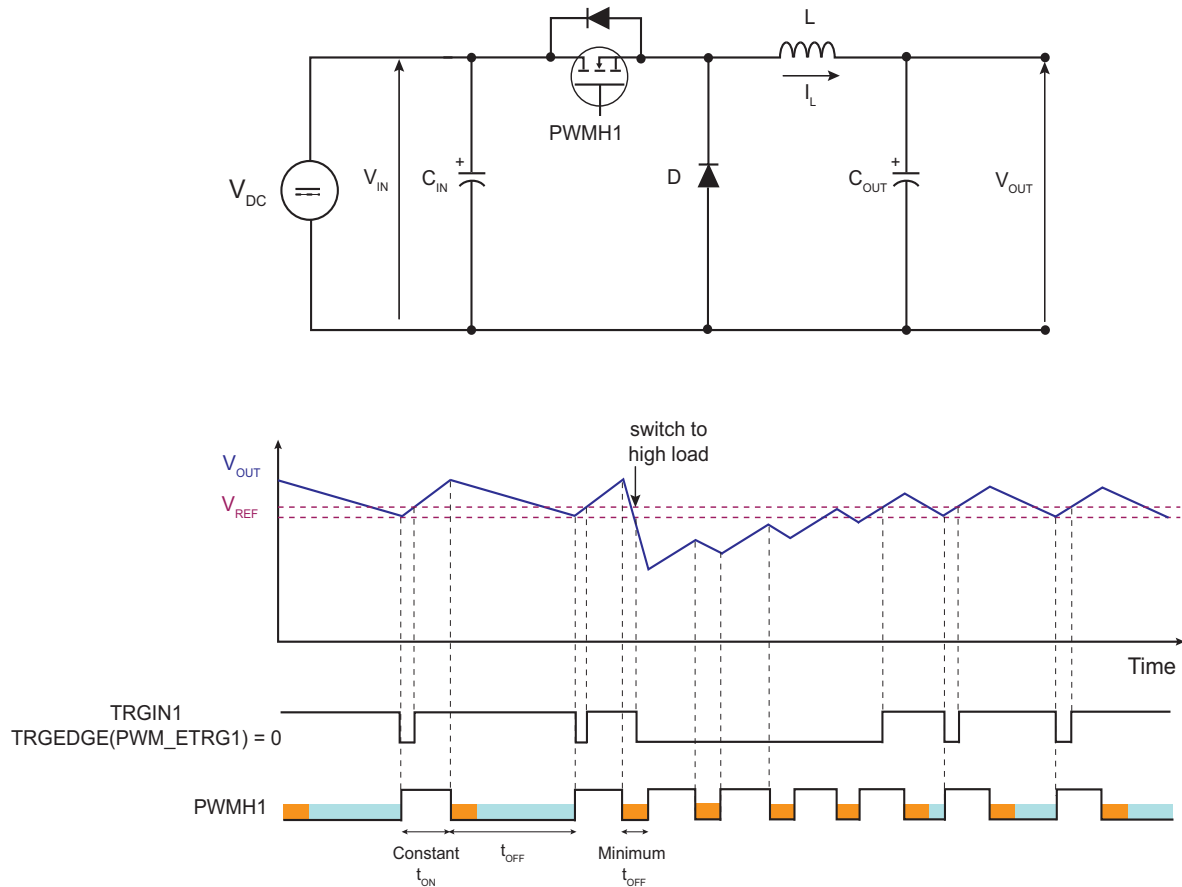 L
I_L
PWMH1
V_DC
V_IN
+
C_IN
D
+
C_OUT
V_OUT
switch to
high load
V_OUT
V_REF
Time
TRGIN1
TRGEDGE(PWM_ETRG1) = 0
PWMH1
Constant
t_ON
t_OFF
Minimum
t_OFF